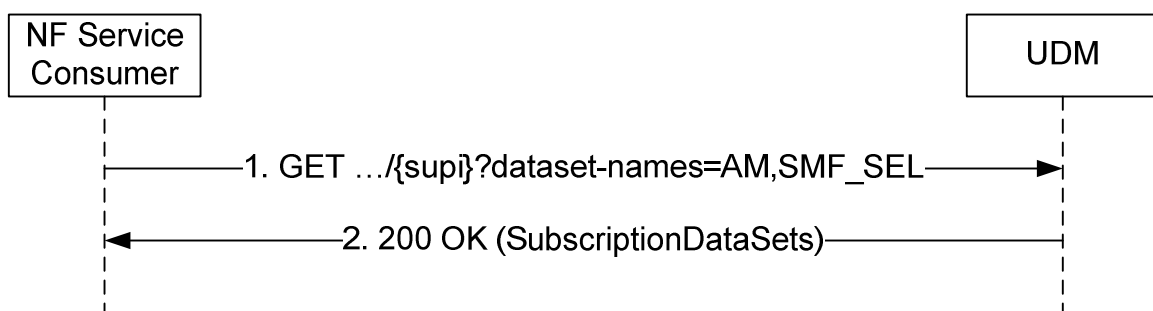 NF Service
Consumer
UDM
1. GET …/{supi}?dataset-names=AM,SMF_SEL
2. 200 OK (SubscriptionDataSets)